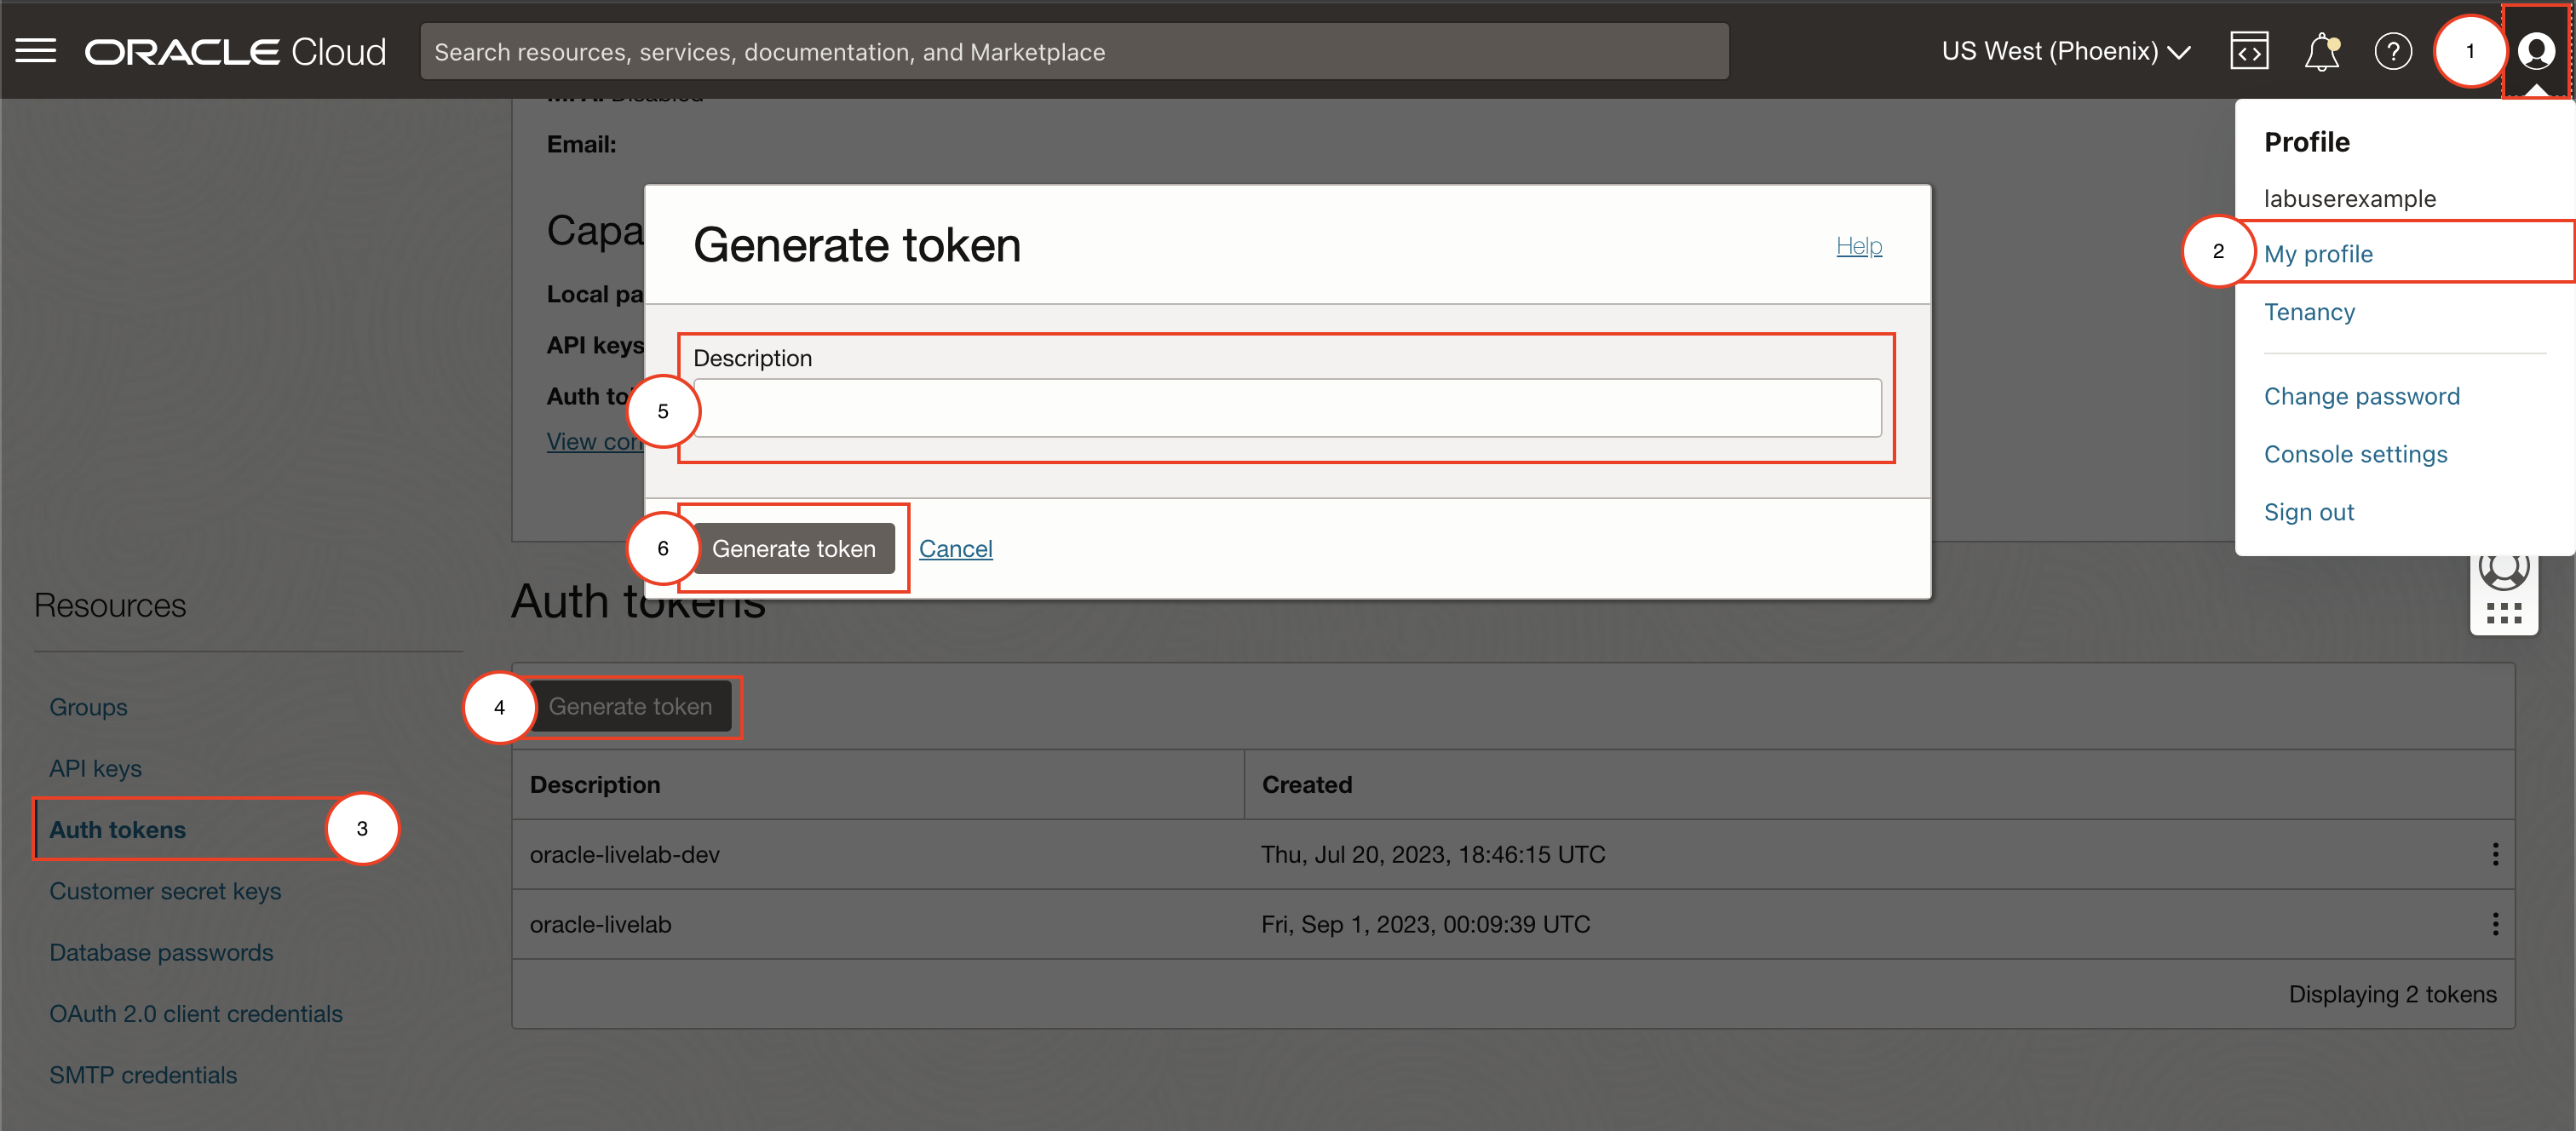 ORACLE Cloud
Search resources, services, documentation, and Marketplace
US West (Phoenix)
1
Profile
labuserexample
2
My profile
Tenancy
Change password
Console settings
Sign out
Disabled
Email:
Capa
Local pa
API keys
Auth to
View con
Generate token
Help
Description
5
6
Generate token
Cancel
Resources
Groups
API keys
Auth tokens
3
Customer secret keys
Database passwords
OAuth 2.0 client credentials
SMTP credentials
Auth tokens
4
Generate token
Description Created
oracle-livelab-dev Thu, Jul 20, 2023, 18:46:15 UTC
oracle-livelab Fri, Sep 1, 2023, 00:09:39 UTC
Displaying 2 tokens